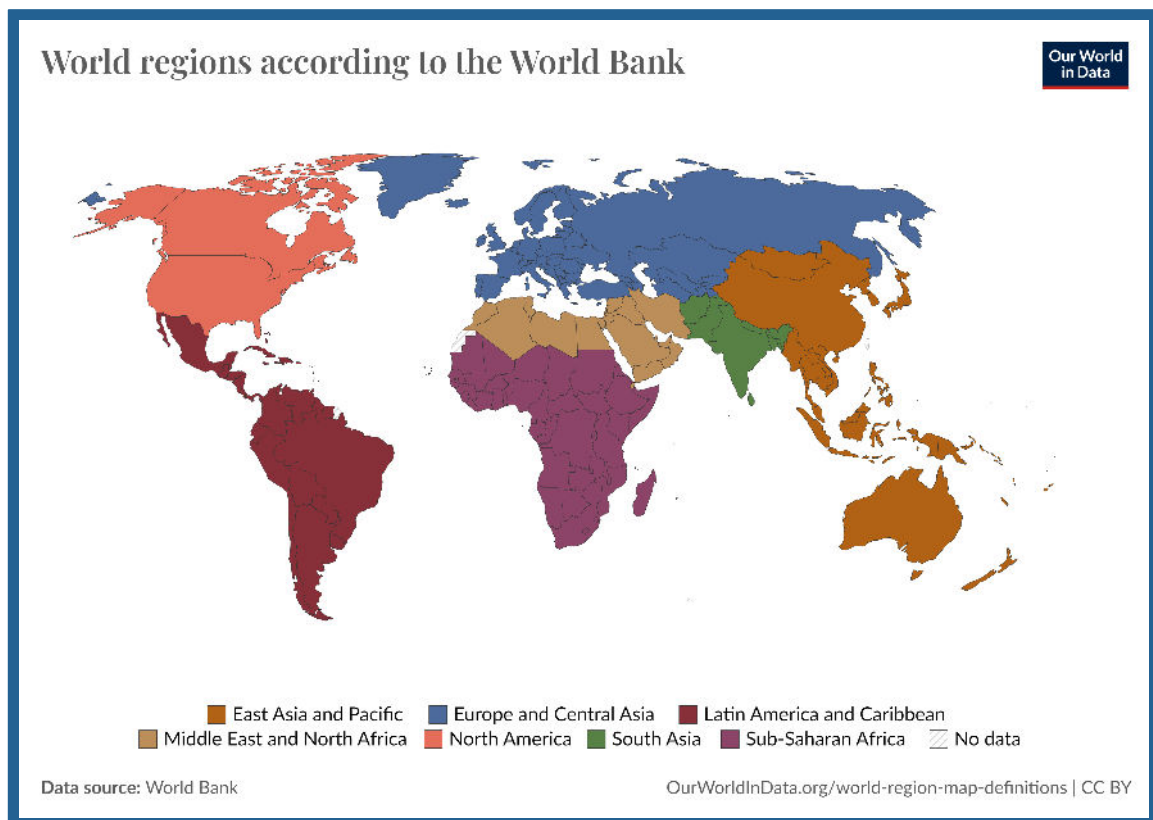 World regions according to the World Bank
Our World
in Data
East Asia and Pacific
Europe and Central Asia
Latin America and Caribbean
Middle East and North Africa
North America
South Asia
Sub-Saharan Africa
No data
Data source: World Bank
OurWorldInData.org/world-region-map-definitions | CC BY